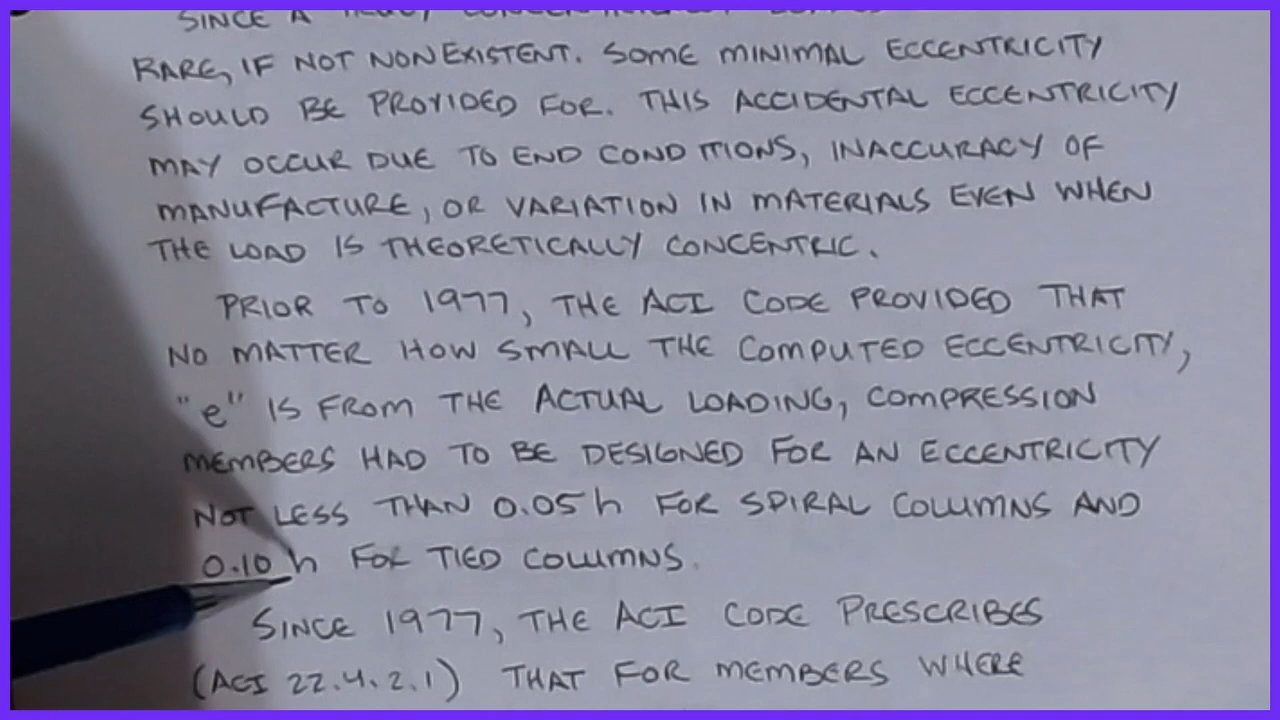 SINCE A
RARE, IF NOT NONEXISTENT. SOME MINIMAL ECCENTRICITY
SHOULD BE PROVIDED FOR. THIS ACCIDENTAL ECCENTRICITY
MAY OCCUR DUE TO END CONDITIONS, INACCURACY OF
MANUFACTURE, OR VARIATION IN MATERIALS EVEN WHEN
THE LOAD IS THEORETICALLY CONCENTRIC.
PRIOR TO 1977, THE ACI CODE PROVIDED THAT
NO MATTER HOW SMALL THE COMPUTED ECCENTRICITY,
"e" IS FROM THE ACTUAL LOADING, COMPRESSION
MEMBERS HAD TO BE DESIGNED FOR AN ECCENTRICITY
NOT LESS THAN 0.05h FOR SPIRAL COLUMNS AND
0.10h FOR TIED COLUMNS.
SINCE 1977, THE ACI CODE PRESCRIBES
(ACI 22.4.2.1) THAT FOR MEMBERS WHERE